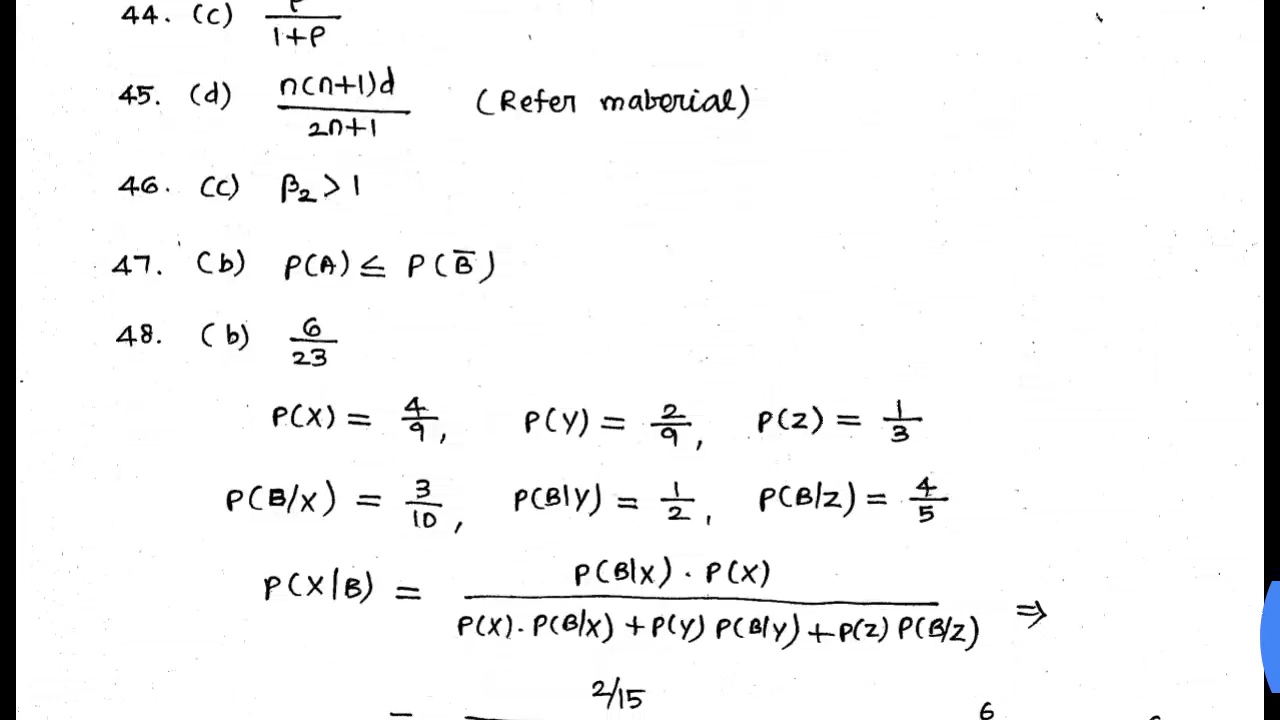 44. (c) P/(1+P)
45. (d) n(n+1)d/(2n+1) (Refer maberial)
46. (c) β₂ > 1
47. (b) P(A) ≤ P(B̅)
48. (b) 6/23
P(X) = 4/9, P(Y) = 2/9, P(Z) = 1/3
P(B/X) = 3/10, P(B|Y) = 1/2, P(B/Z) = 4/5
P(X|B) = P(B|X) · P(X) / (P(X). P(B/X) + P(Y) P(B|Y) + P(Z) P(B/Z)) ⇒
= 2/15
6